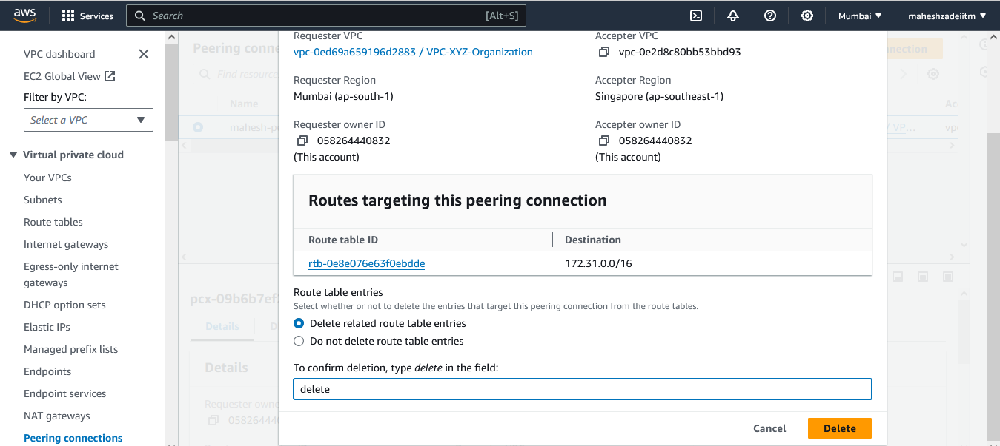 aws
Services
Search
[Alt+S]
Mumbai
maheshzadeiitm
VPC dashboard
EC2 Global View
Filter by VPC:
Select a VPC
Virtual private cloud
Your VPCs
Subnets
Route tables
Internet gateways
Egress-only internet
gateways
DHCP option sets
Elastic IPs
Managed prefix lists
Endpoints
Endpoint services
NAT gateways
Peering connections
Peering conne
Find resource
Name
mahesh-p
pcx-09b6b7ef
Details
D
Details
Requester owne
0582644
Requester VPC
vpc-0ed69a659196d2883 / VPC-XYZ-Organization
Requester Region
Mumbai (ap-south-1)
Requester owner ID
058264440832
(This account)
Accepter VPC
vpc-0e2d8c80bb53bbd93
Accepter Region
Singapore (ap-southeast-1)
Accepter owner ID
058264440832
(This account)
Routes targeting this peering connection
Route table ID
Destination
rtb-0e8e076e63f0ebdde
172.31.0.0/16
Route table entries
Select whether or not to delete the entries that target this peering connection from the route tables.
Delete related route table entries
Do not delete route table entries
To confirm deletion, type delete in the field:
delete
Cancel
Delete
nnection
Ac
/ VP...
vp